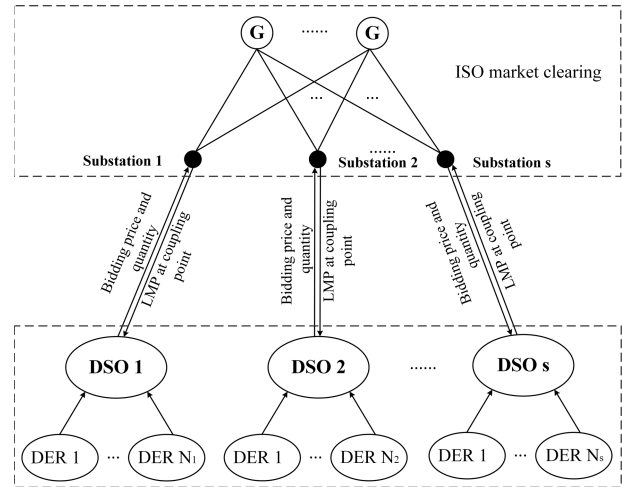 G ...... G
ISO market clearing
... ...
......
Substation 1
Substation 2
Substation s
Bidding price and
quantity
LMP at coupling
point
Bidding price and
quantity
LMP at coupling
point
Bidding price and
quantity
LMP at coupling
point
DSO 1
DSO 2
......
DSO s
DER 1 ... DER N₁
DER 1 ... DER N₂
DER 1 ... DER Nₛ